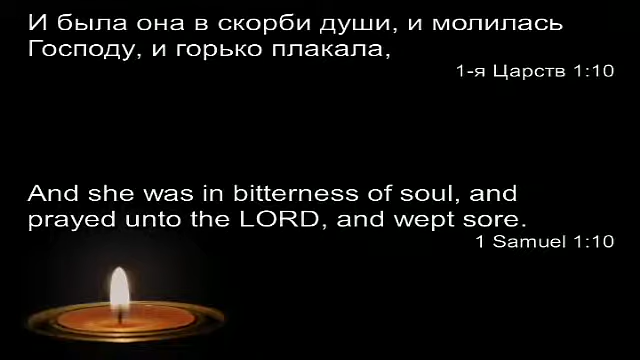 И была она в скорби души, и молилась
Господу, и горько плакала,
1-я Царств 1:10
And she was in bitterness of soul, and
prayed unto the LORD, and wept sore.
1 Samuel 1:10